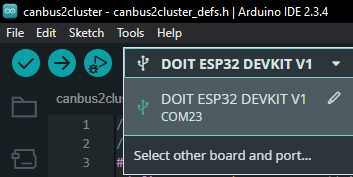 canbus2cluster - canbus2cluster_defs.h | Arduino IDE 2.3.4
File Edit Sketch Tools Help
DOIT ESP32 DEVKIT V1
canbus2cluster
DOIT ESP32 DEVKIT V1
COM23
1 /
2 /
3 #
Select other board and port...